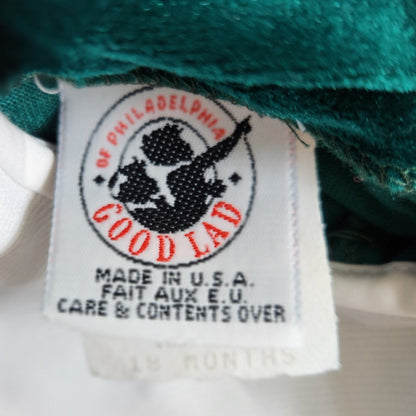 OF PHILADELPHIA
GOOD LAD
MADE IN U.S.A.
FAIT AUX E.U.
CARE & CONTENTS OVER
18 MONTHS